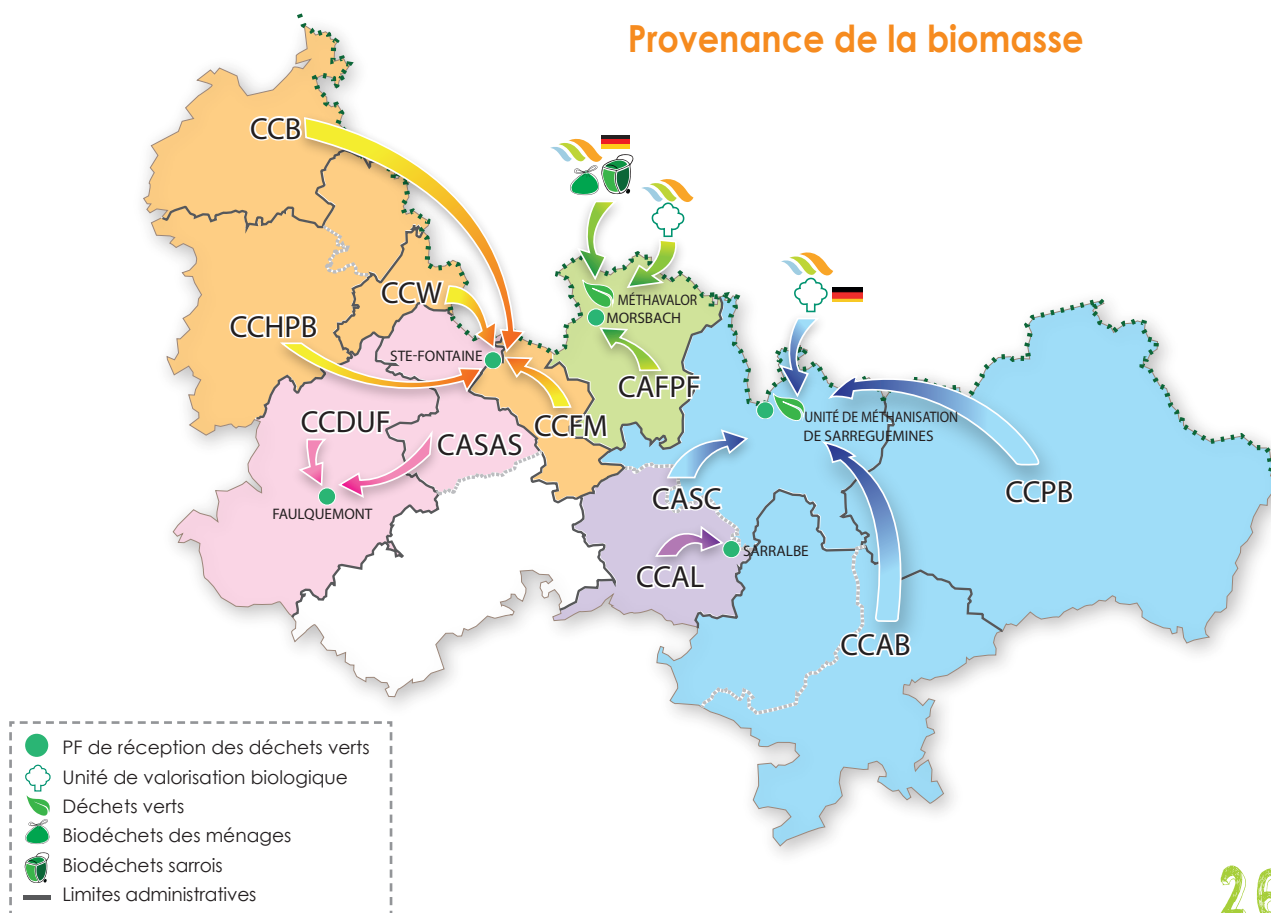 Provenance de la biomasse
CCB
CCW
CCHPB
STE-FONTAINE
MÉTHAVALOR
MORSBACH
CAFPF
CCFM
CCDUF
CASAS
FAULQUEMONT
UNITÉ DE MÉTHANISATION
DE SARREGUEMINES
CASC
CCPB
SARRALBE
CCAL
CCAB
PF de réception des déchets verts
Unité de valorisation biologique
Déchets verts
Biodéchets des ménages
Biodéchets sarrois
Limites administratives
26